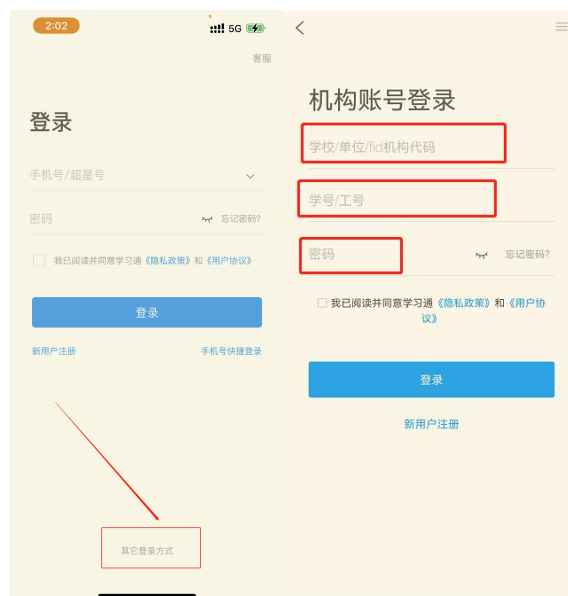 2:02
5G
客服
登录
手机号/超星号
密码
忘记密码?
我已阅读并同意学习通《隐私政策》和《用户协议》
登录
新用户注册
手机号快捷登录
其它登录方式
机构账号登录
学校/单位/fid机构代码
学号/工号
密码
忘记密码?
我已阅读并同意学习通《隐私政策》和《用户协
议》
登录
新用户注册